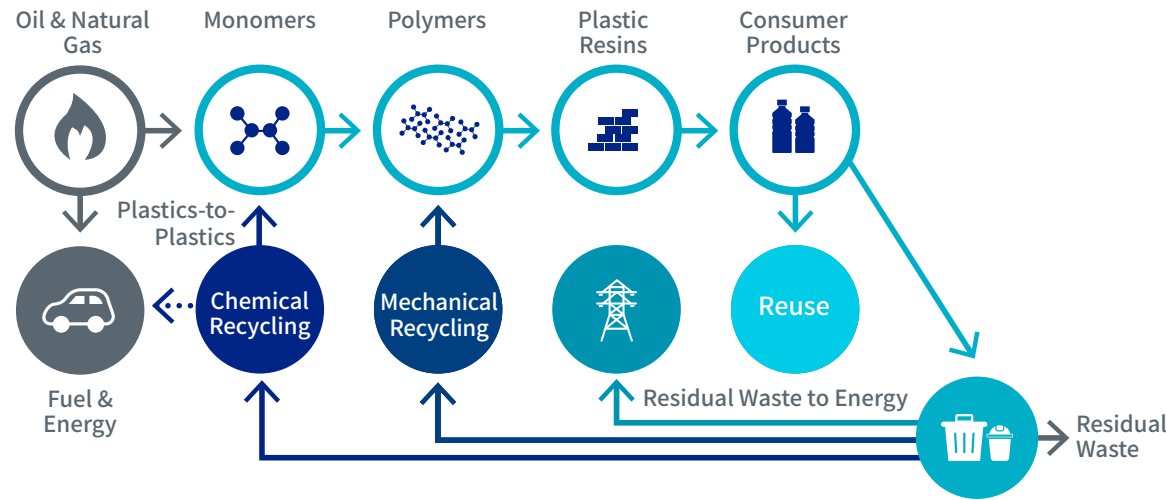 Oil & Natural
Gas
Monomers
Polymers
Plastic
Resins
Consumer
Products
Plastics-to-
Plastics
Chemical
Recycling
Mechanical
Recycling
Reuse
Fuel &
Energy
Residual Waste to Energy
Residual
Waste